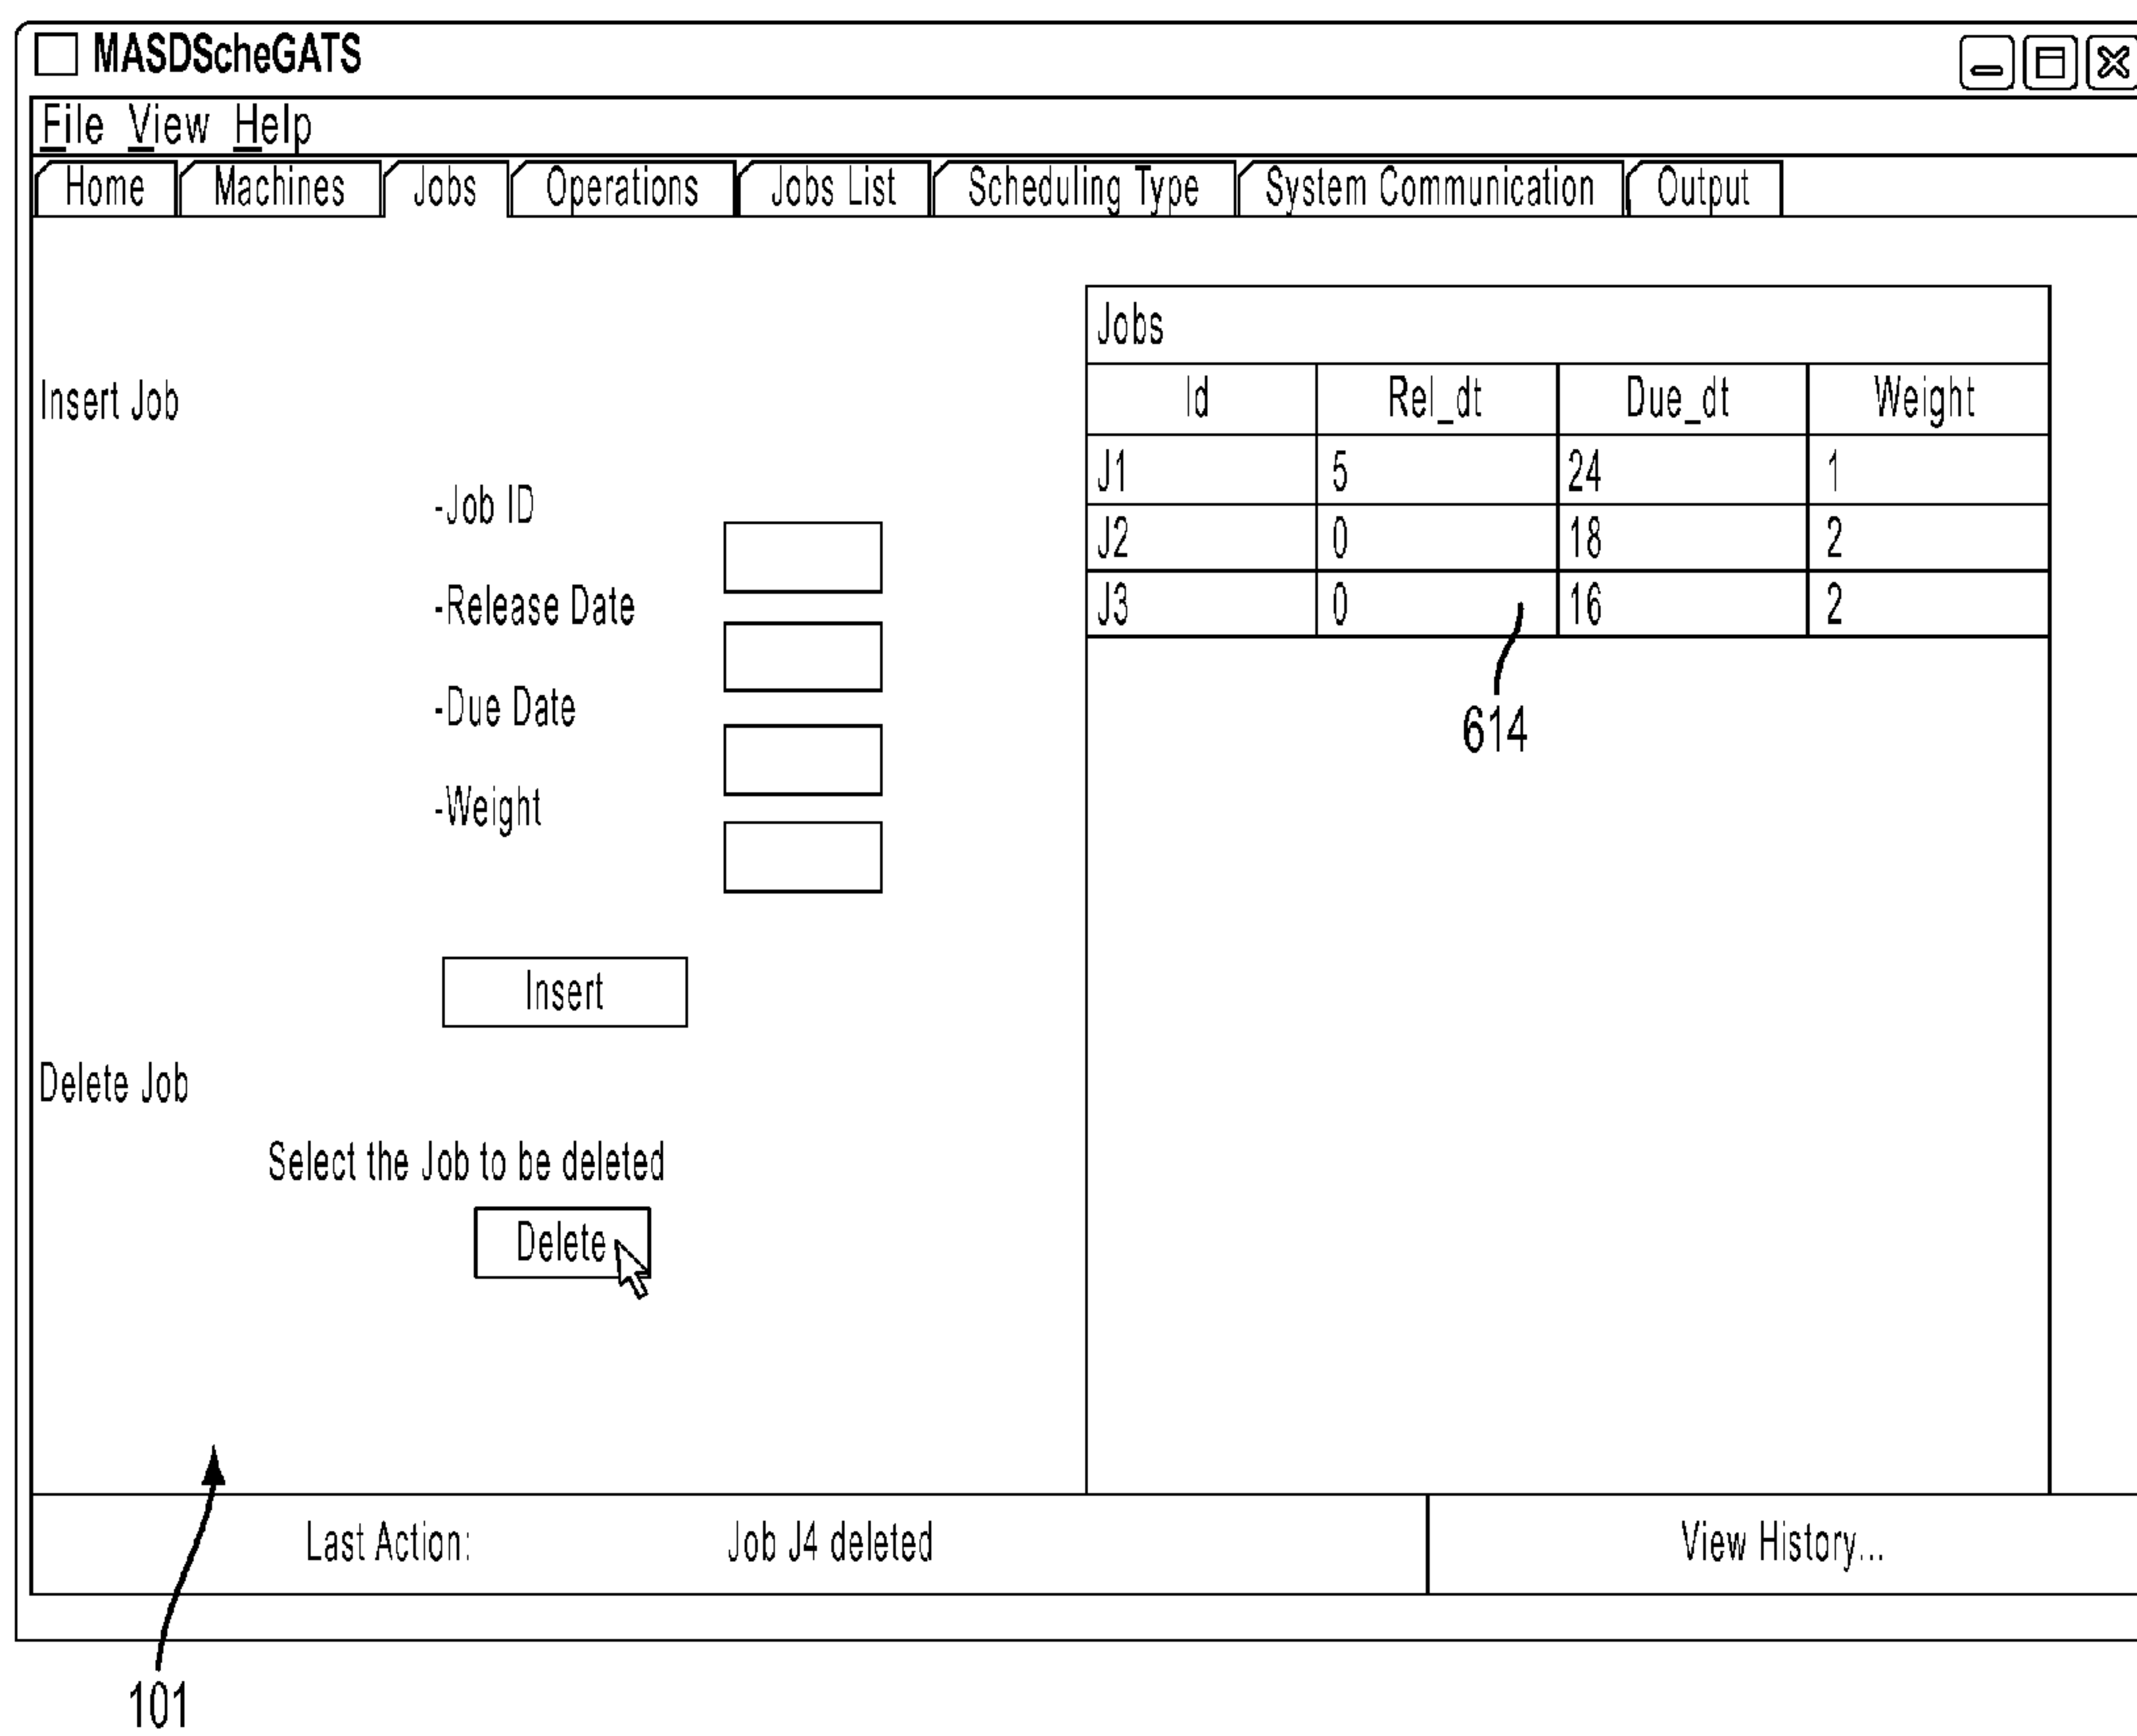 MASDScheGATS
File View Help
Home Machines Jobs Operations Jobs List Scheduling Type System Communication Output
Insert Job
-Job ID
-Release Date
-Due Date
-Weight
Insert
Delete Job
Select the Job to be deleted
Delete
Jobs
Id Rel_dt Due_dt Weight
J1 5 24 1
J2 0 18 2
J3 0 16 2
614
Last Action: Job J4 deleted View History...
101